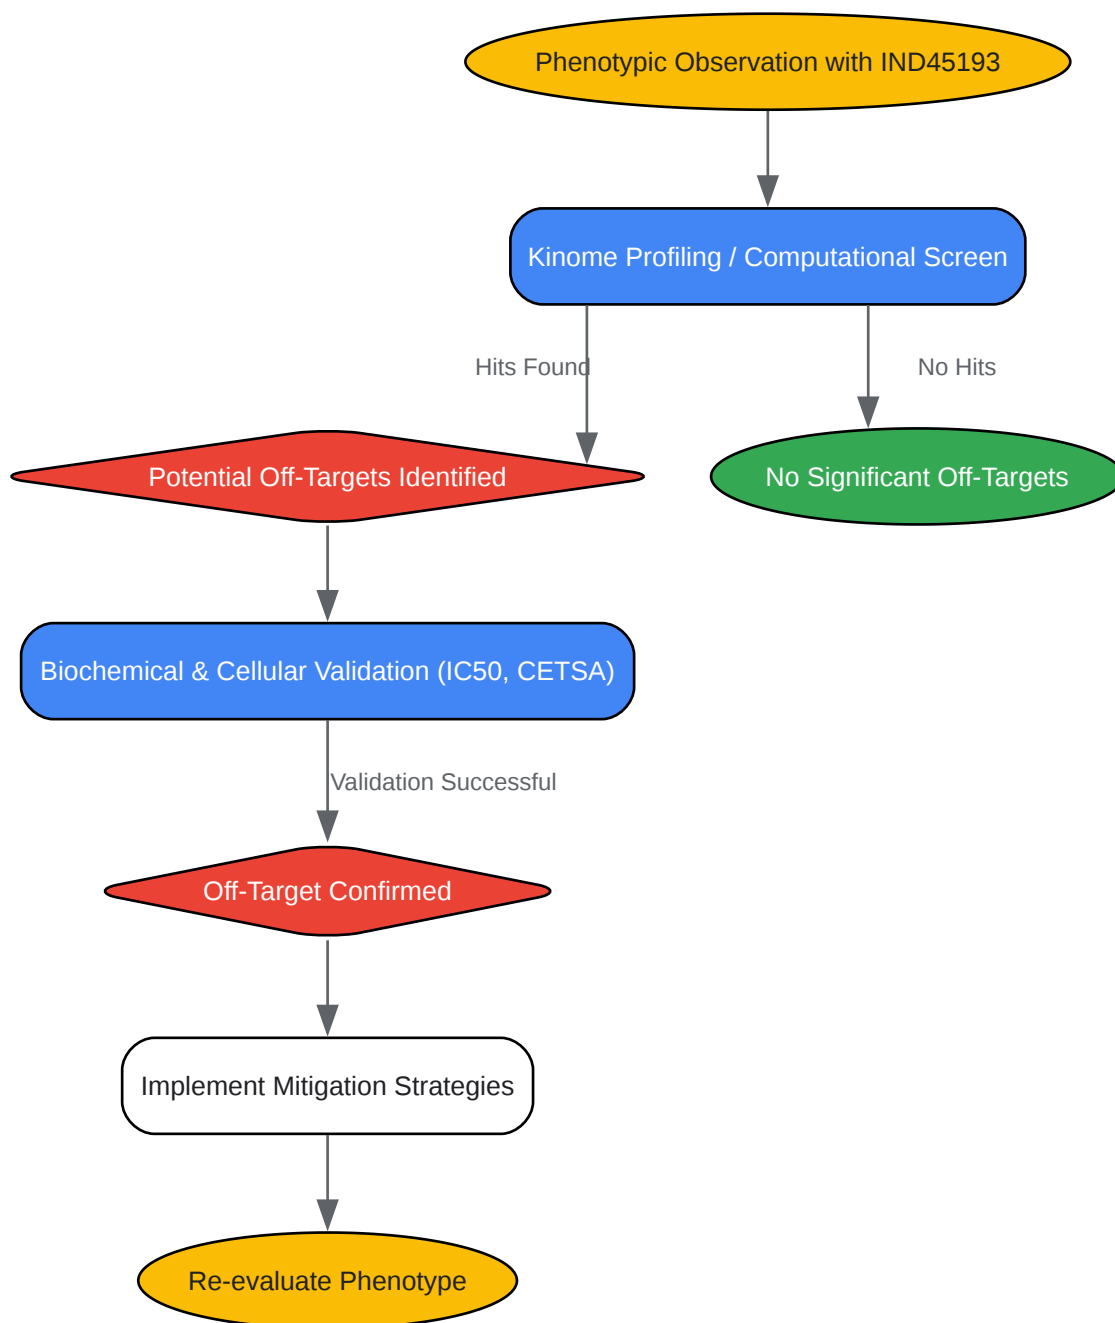 Phenotypic Observation with IND45193
Kinome Profiling / Computational Screen
Hits Found
No Hits
Potential Off-Targets Identified
No Significant Off-Targets
Biochemical & Cellular Validation (IC50, CETSA)
Validation Successful
Off-Target Confirmed
Implement Mitigation Strategies
Re-evaluate Phenotype